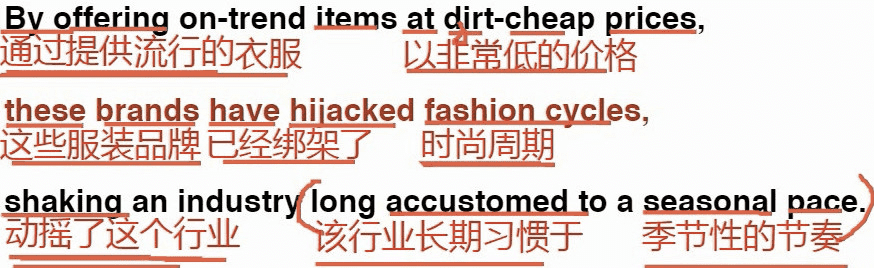 By offering on-trend items at dirt-cheap prices,
通过提供流行的衣服 以非常低的价格
these brands have hijacked fashion cycles,
这些服装品牌 已经绑架了 时尚周期
shaking an industry long accustomed to a seasonal pace.
动摇了这个行业 该行业长期习惯于 季节性的节奏